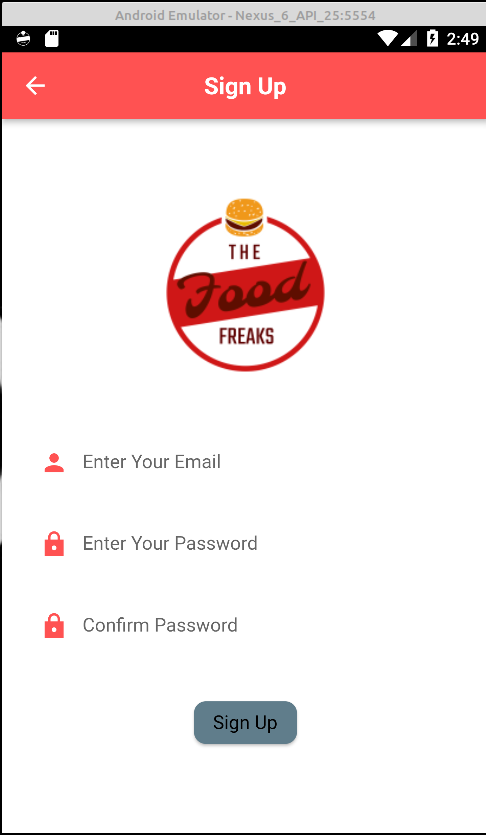 Android Emulator - Nexus_6_API_25:5554
2:49
Sign Up
THE
Food
FREAKS
Enter Your Email
Enter Your Password
Confirm Password
Sign Up